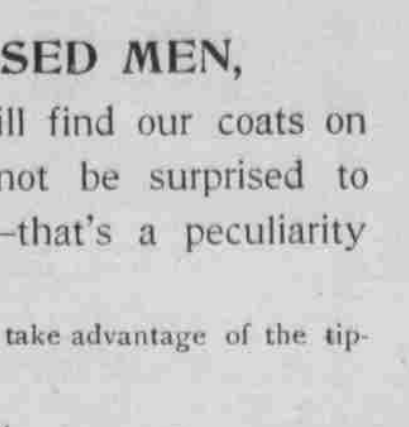 SED MEN,
ill find our coats on
not be surprised to
–that's a peculiarity
take advantage of the tip-